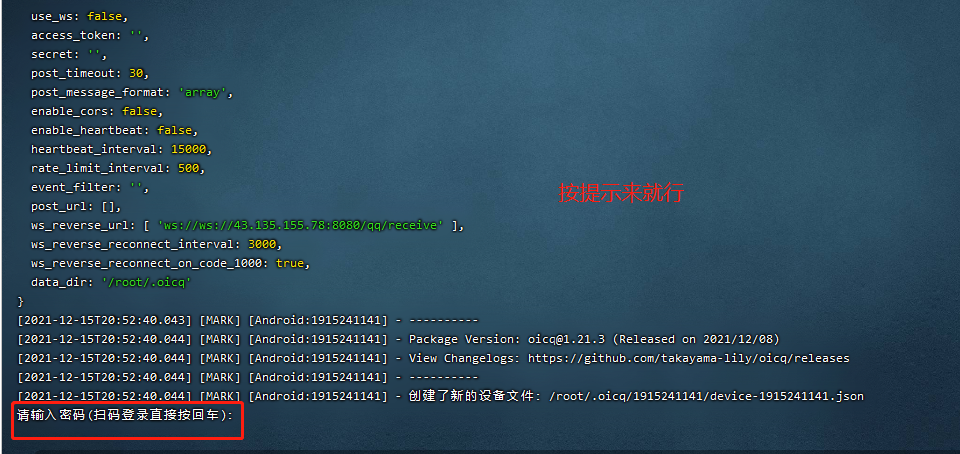 use_ws: false,
access_token: '',
secret: '',
post_timeout: 30,
post_message_format: 'array',
enable_cors: false,
enable_heartbeat: false,
heartbeat_interval: 15000,
rate_limit_interval: 500,
event_filter: '',
按提示来就行
post_url: [],
ws_reverse_url: [ 'ws://ws://43.135.155.78:8080/qq/receive' ],
ws_reverse_reconnect_interval: 3000,
ws_reverse_reconnect_on_code_1000: true,
data_dir: '/root/.oicq'
}
[2021-12-15T20:52:40.043] [MARK] [Android:1915241141] - ----------
[2021-12-15T20:52:40.044] [MARK] [Android:1915241141] - Package Version: oicq@1.21.3 (Released on 2021/12/08)
[2021-12-15T20:52:40.044] [MARK] [Android:1915241141] - View Changelogs: https://github.com/takayama-lily/oicq/releases
[2021-12-15T20:52:40.044] [MARK] [Android:1915241141] - ----------
[2021-12-15T20:52:40.044] [MARK] [Android:1915241141] - 创建了新的设备文件: /root/.oicq/1915241141/device-1915241141.json
请输入密码(扫码登录直接按回车):